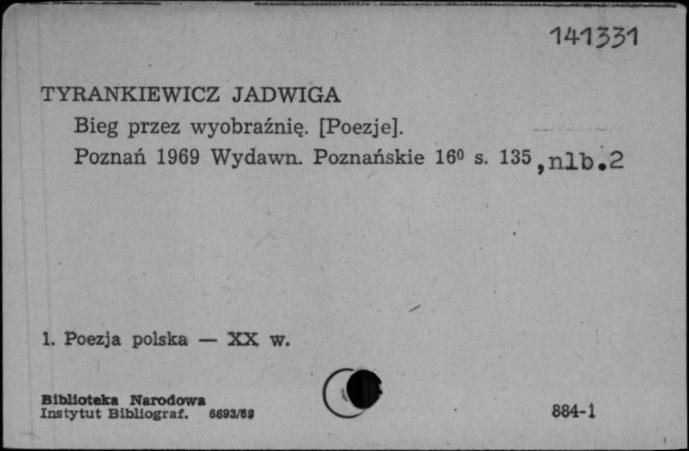 141331
TYRANKIEWICZ JADWIGA
Bieg przez wyobraźnię. [Poezje].
Poznań 1969 Wydawn. Poznańskie 16⁰ s. 135, nlb.2
1. Poezja polska — XX w.
Biblioteka Narodowa
Instytut Bibliograf. 6693/69
884-1